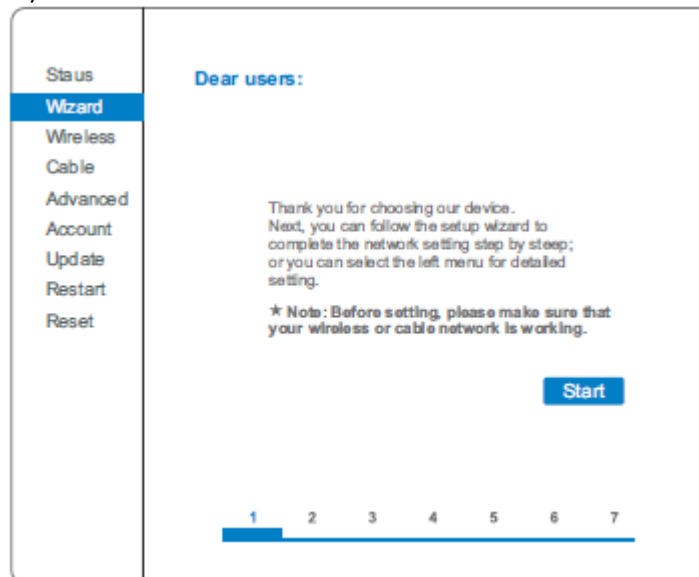 Staus
Wizard
Wireless
Cable
Advanced
Account
Update
Restart
Reset
Dear users:
Thank you for choosing our device.
Next, you can follow the setup wizard to
complete the network setting step by steep;
or you can select the left menu for detailed
setting.
★ Note: Before setting, please make sure that
your wireless or cable network is working.
Start
1 2 3 4 5 6 7